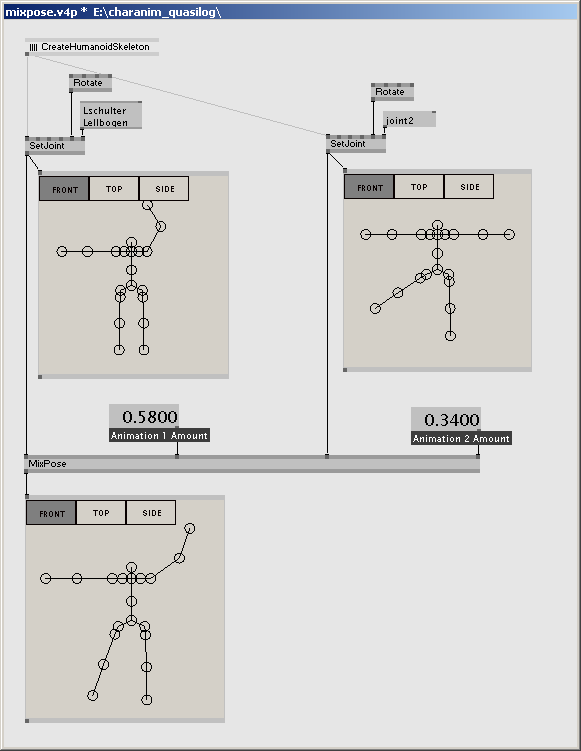 mixpose.v4p * E:\charanim_quasilog\
CreateHumanoidSkeleton
Rotate
Lschulter
Lellbogen
SetJoint
Rotate
joint2
SetJoint
FRONT TOP SIDE
FRONT TOP SIDE
0.5800
Animation 1 Amount
0.3400
Animation 2 Amount
MixPose
FRONT TOP SIDE